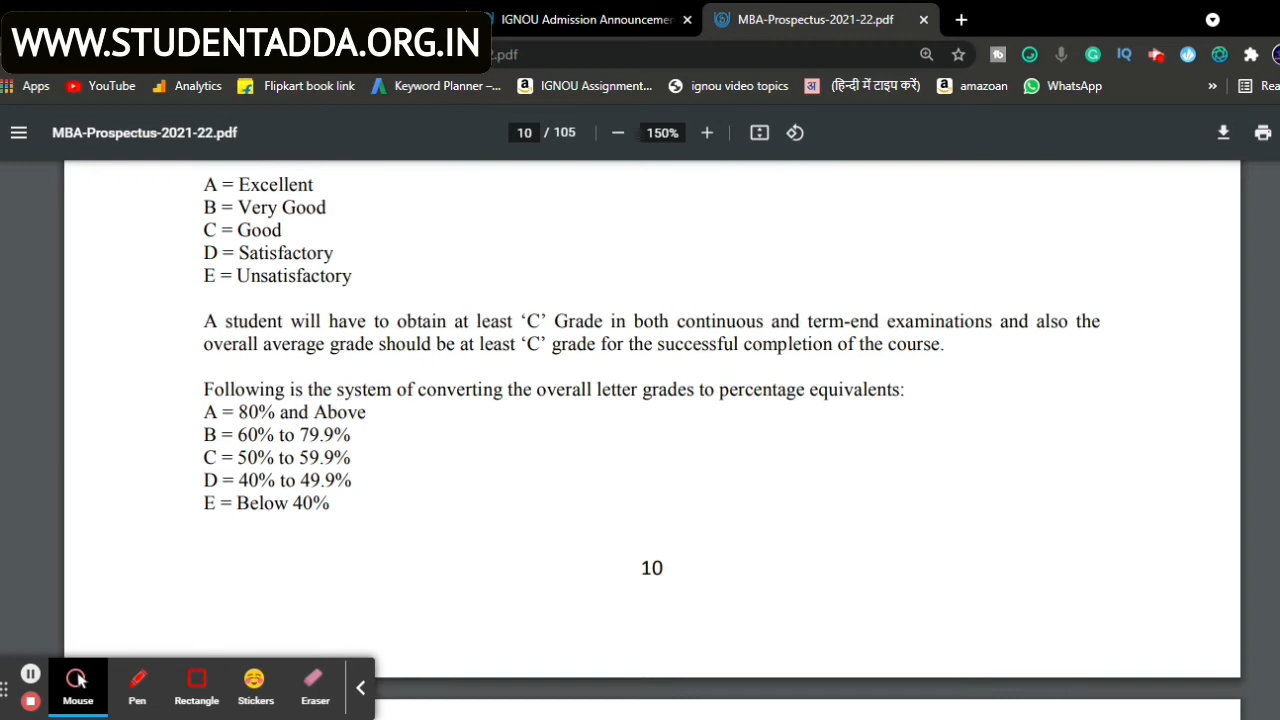 WWW.STUDENTADDA.ORG.IN
IGNOU Admission Announcemen
MBA-Prospectus-2021-22.pdf
2.pdf
Apps
YouTube
Analytics
Flipkart book link
Keyword Planner –...
IGNOU Assignment...
ignou video topics
(हिन्दी में टाइप करें)
amazoan
WhatsApp
»
Rea
MBA-Prospectus-2021-22.pdf
10 / 105
150%
A = Excellent
B = Very Good
C = Good
D = Satisfactory
E = Unsatisfactory
A student will have to obtain at least ‘C’ Grade in both continuous and term-end examinations and also the
overall average grade should be at least ‘C’ grade for the successful completion of the course.
Following is the system of converting the overall letter grades to percentage equivalents:
A = 80% and Above
B = 60% to 79.9%
C = 50% to 59.9%
D = 40% to 49.9%
E = Below 40%
10
Mouse
Pen
Rectangle
Stickers
Eraser